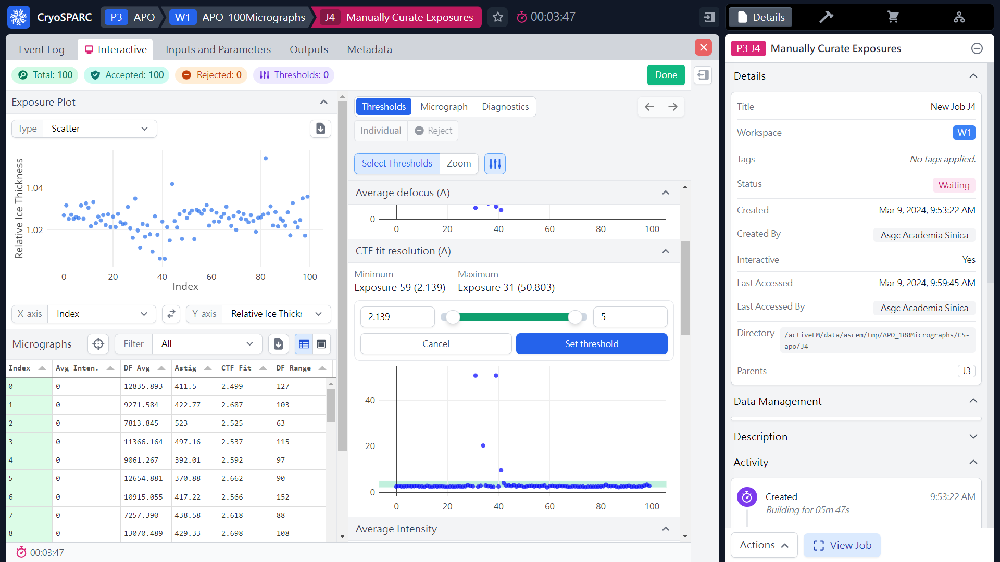 CryoSPARC P3 APO W1 APO_100Micrographs J4 Manually Curate Exposures 00:03:47 Details
Event Log Interactive Inputs and Parameters Outputs Metadata
Total: 100 Accepted: 100 Rejected: 0 Thresholds: 0 Done
Exposure Plot
Type Scatter
Relative Ice Thickness
1.04
1.02
0 20 40 60 80 100
Index
X-axis Index Y-axis Relative Ice Thickr
Micrographs Filter All
Index Avg Inten. DF Avg Astig CTF Fit DF Range
0 0 12835.893 411.5 2.499 127
1 0 9271.584 422.77 2.687 103
2 0 7813.845 523 2.525 63
3 0 11366.164 497.16 2.537 115
4 0 9061.267 392.01 2.592 97
5 0 12654.881 370.88 2.662 90
6 0 10915.055 417.22 2.566 152
7 0 7257.390 438.58 2.618 88
8 0 13070.489 429.33 2.698 108
00:03:47
Thresholds Micrograph Diagnostics
Individual Reject
Select Thresholds Zoom
Average defocus (A)
0
0 20 40 60 80 100
CTF fit resolution (A)
Minimum Maximum
Exposure 59 (2.139) Exposure 31 (50.803)
2.139 5
Cancel Set threshold
40
20
0
0 20 40 60 80 100
Average Intensity
P3 J4 Manually Curate Exposures
Details
Title New Job J4
Workspace W1
Tags No tags applied.
Status Waiting
Created Mar 9, 2024, 9:53:22 AM
Created By Asgc Academia Sinica
Interactive Yes
Last Accessed Mar 9, 2024, 9:59:45 AM
Last Accessed By Asgc Academia Sinica
Directory /activeEM/data/ascem/tmp/APO_100Micrographs/CS-
apo/J4
Parents J3
Data Management
Description
Activity
Created 9:53:22 AM
Building for 05m 47s
Actions View Job